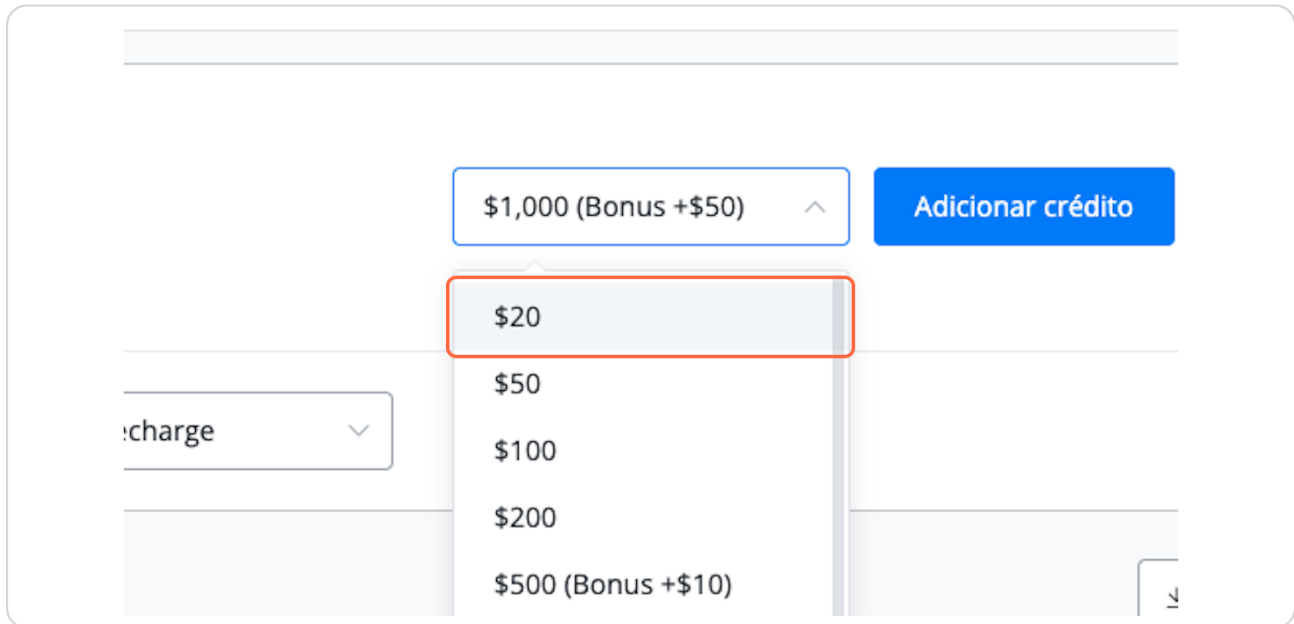 $1,000 (Bonus +$50)
Adicionar crédito
$20
$50
echarge
$100
$200
$500 (Bonus +$10)